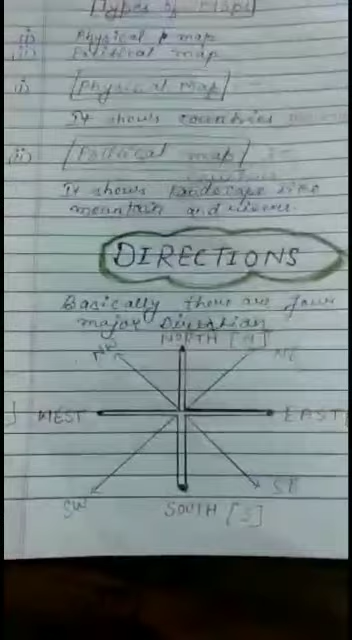 [Types of Maps]
(i) Physical map
(ii) Political map
(i) [Physical map]
It shows countries
(ii) [Political map]
It shows landscape like
mountain and rivers
DIRECTIONS
Basically there are four
major Direction
NORTH [N]
NW NE
WEST EAST
SW SE
SOUTH [S]